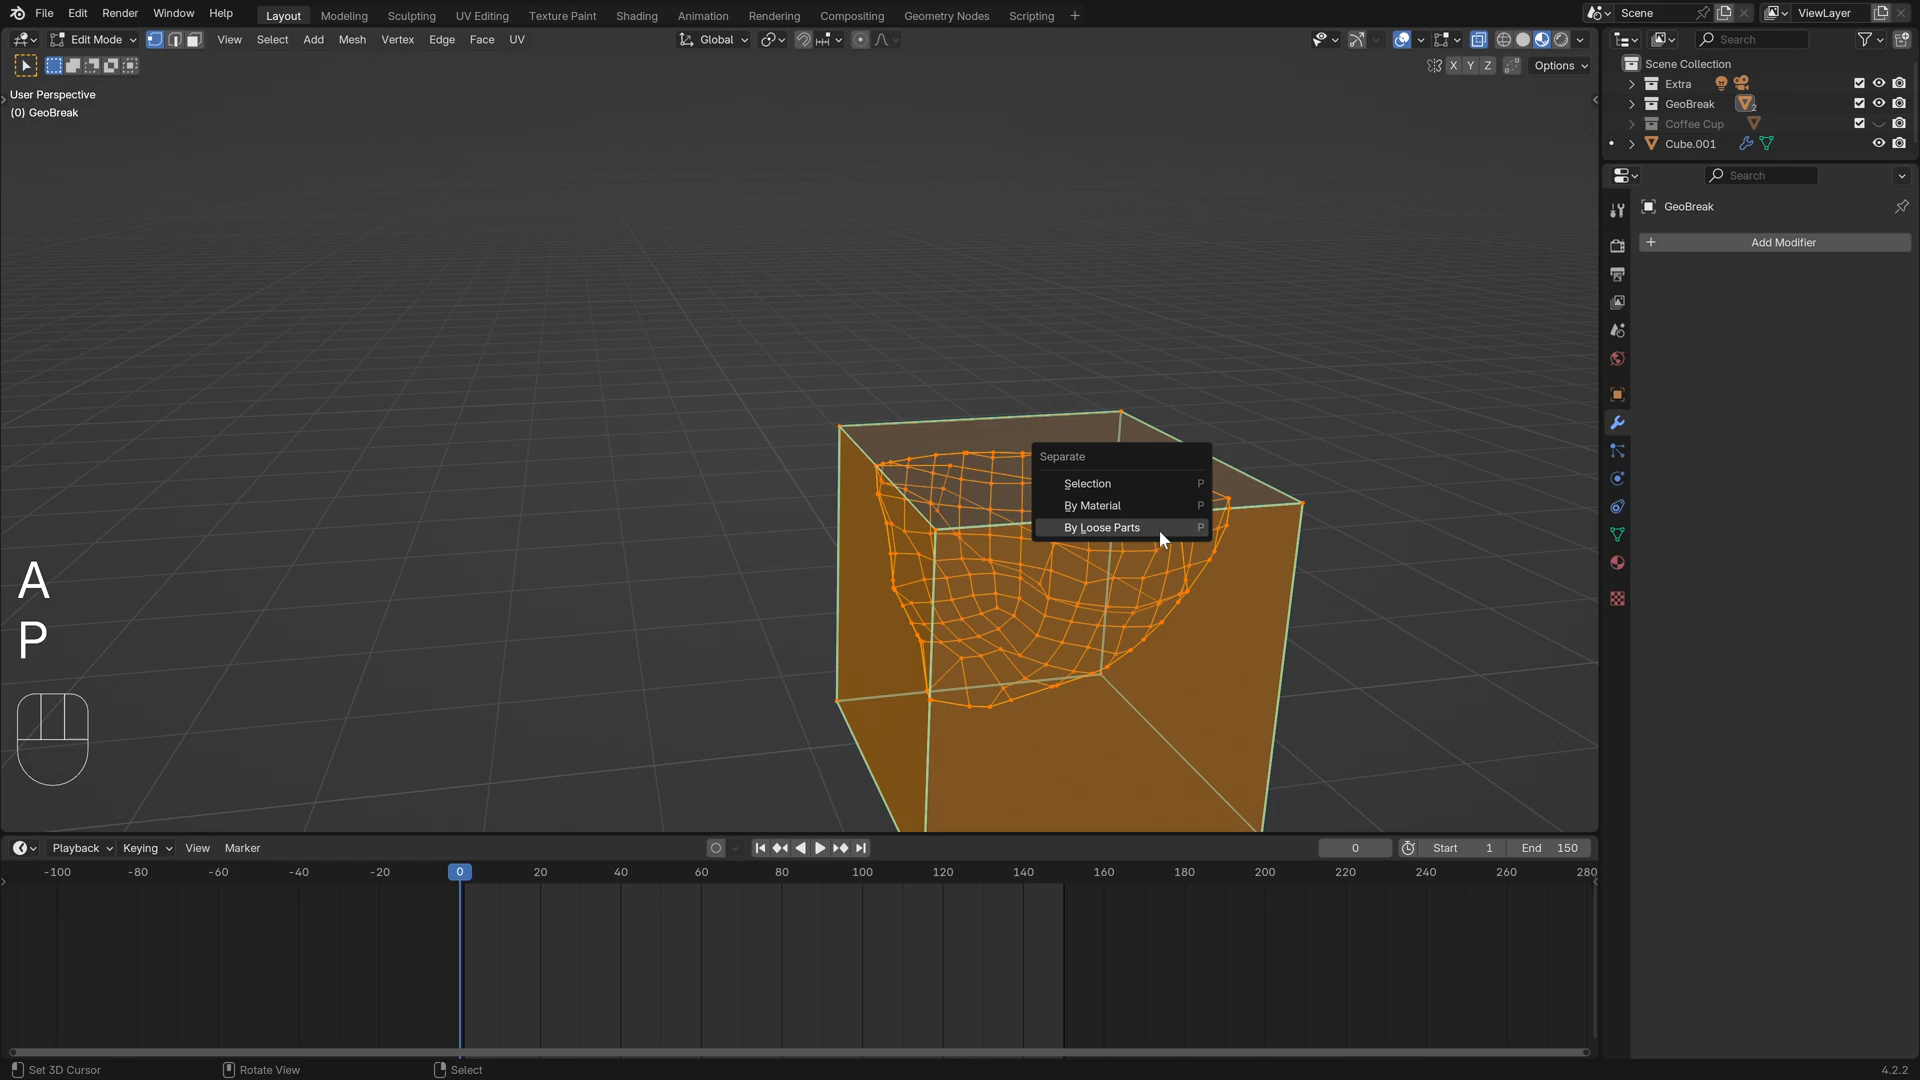 File Edit Render Window Help Layout Modeling Sculpting UV Editing Texture Paint Shading Animation Rendering Compositing Geometry Nodes Scripting + Scene ViewLayer
Edit Mode View Select Add Mesh Vertex Edge Face UV Global Search
X Y Z Options
Scene Collection
Extra
GeoBreak 2
Coffee Cup
Cube.001
User Perspective
(0) GeoBreak
Search
GeoBreak
+ Add Modifier
Separate
Selection P
By Material P
By Loose Parts P
A
P
Playback Keying View Marker 0 Start 1 End 150
-100 -80 -60 -40 -20 0 20 40 60 80 100 120 140 160 180 200 220 240 260 280
Set 3D Cursor Rotate View Select 4.2.2